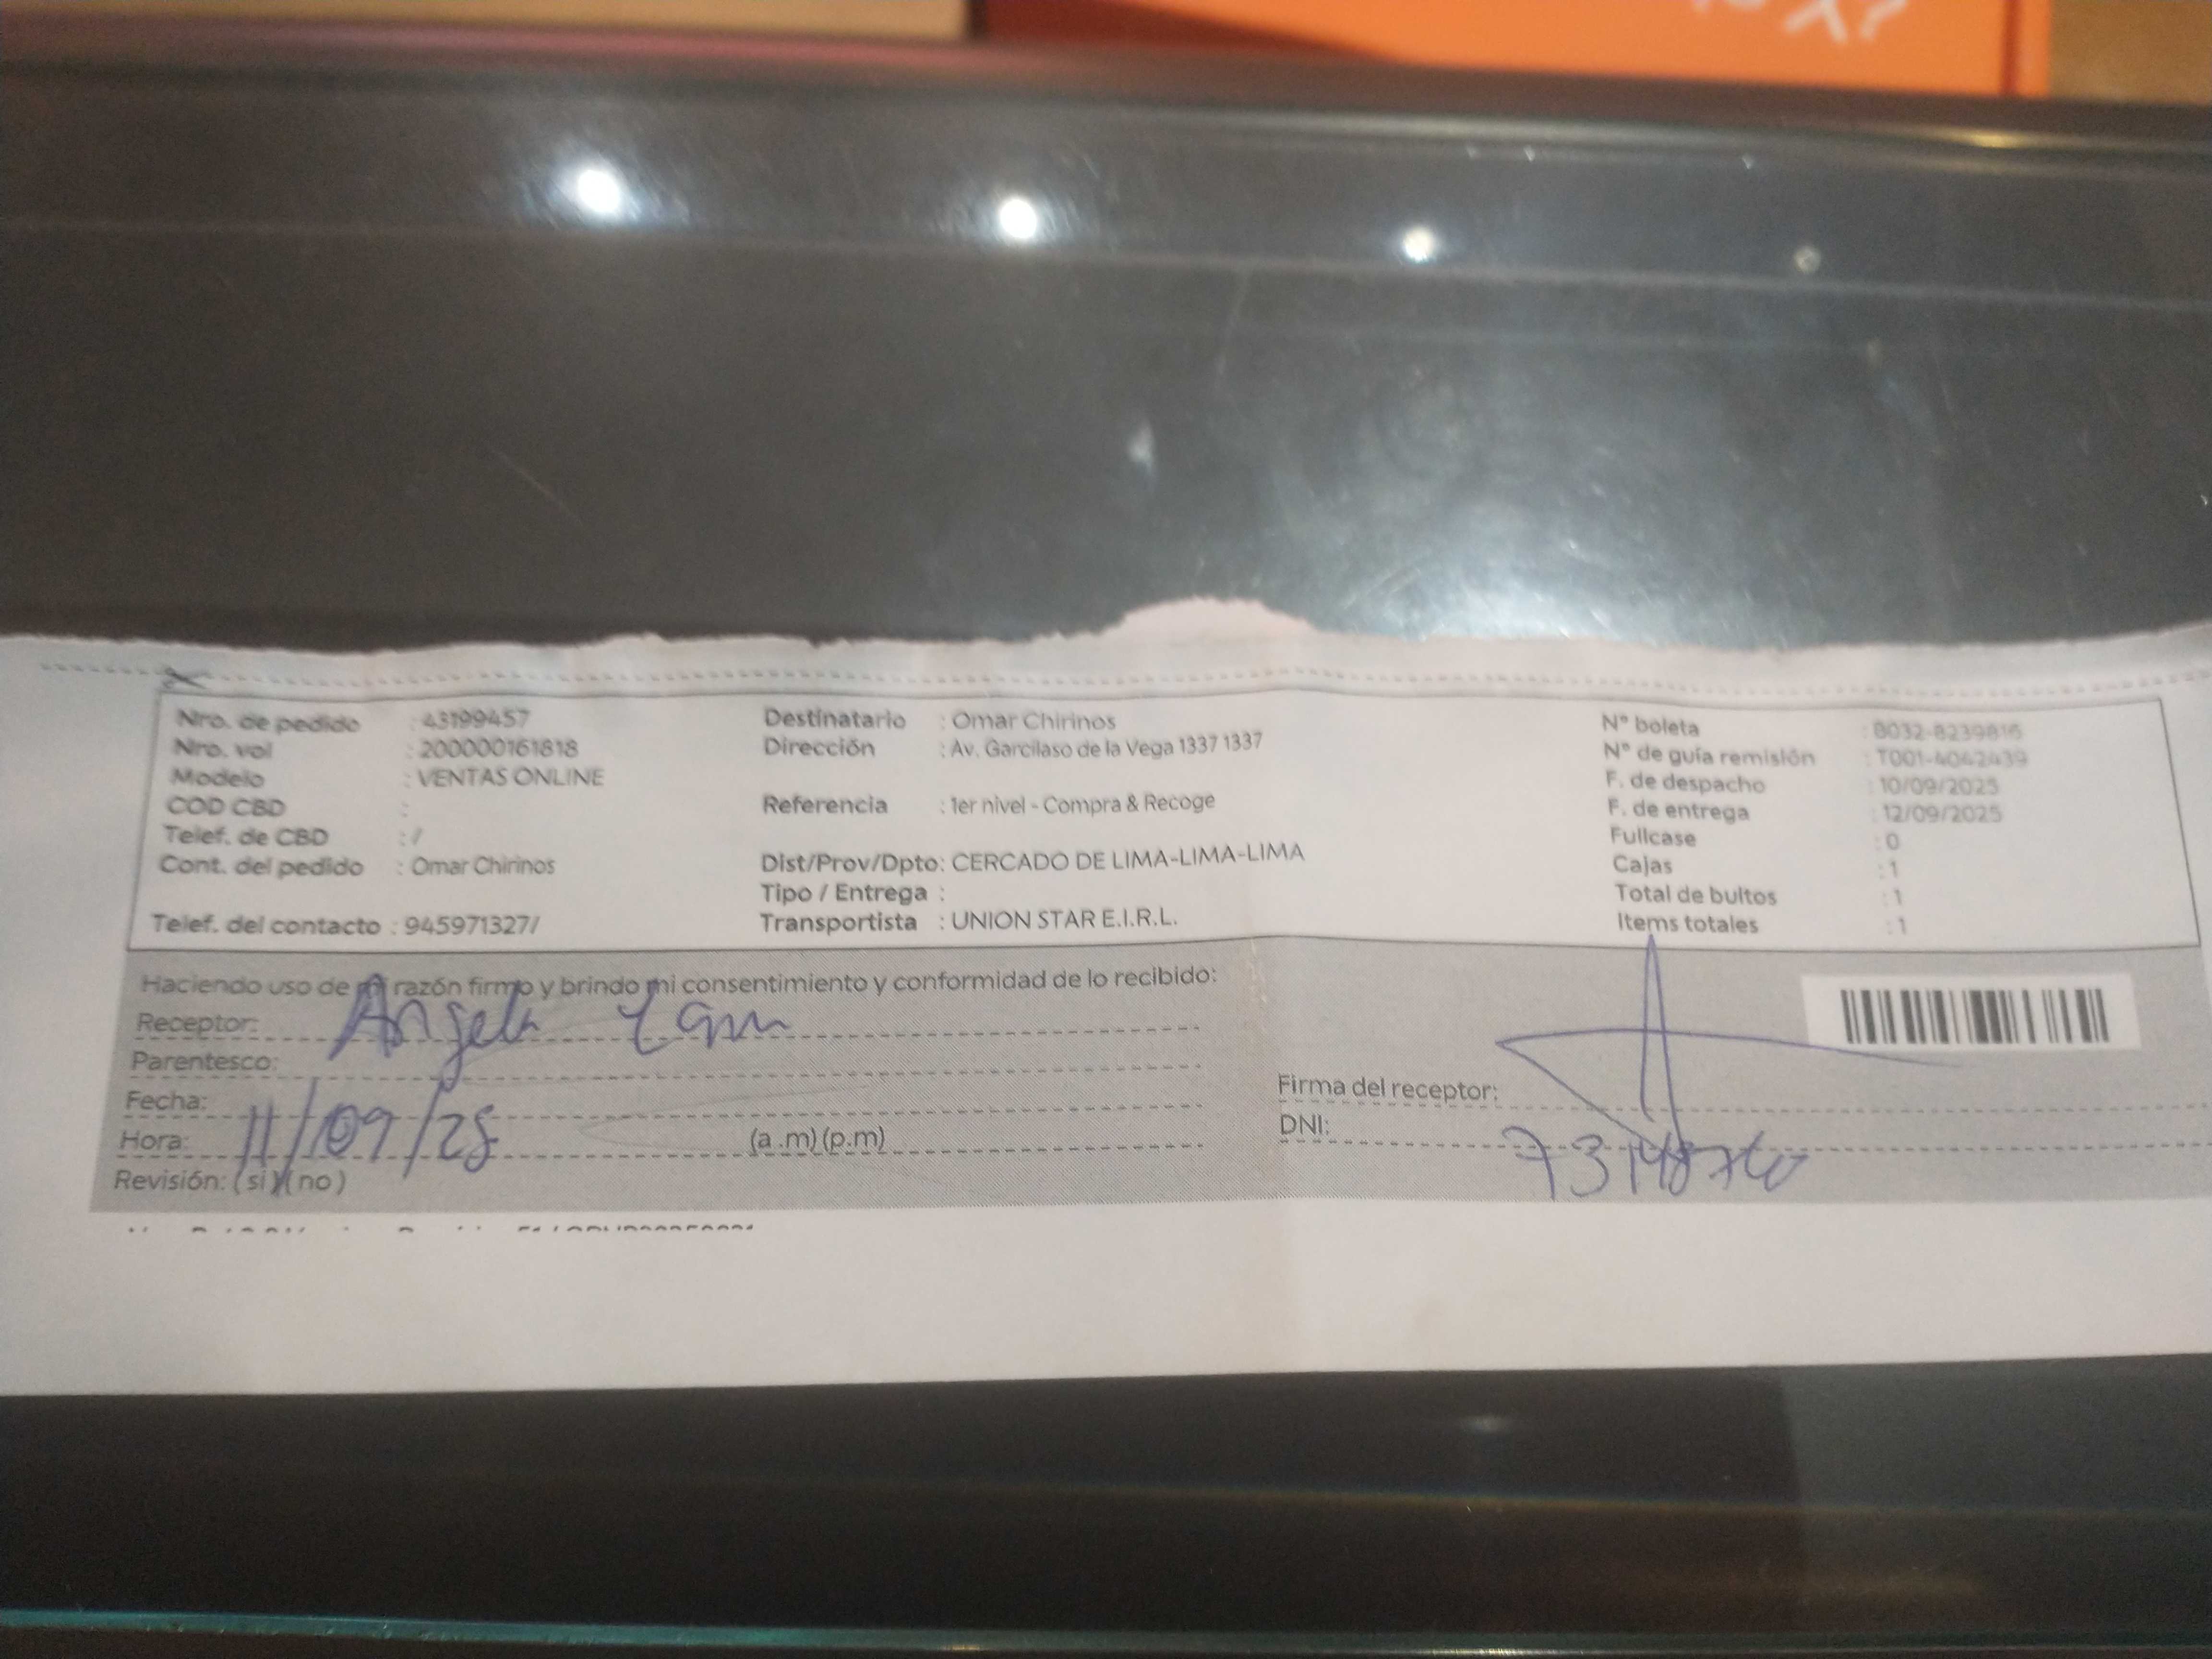 Nro. de pedido : 43199457
Nro. vol : 200000161818
Modelo : VENTAS ONLINE
COD CBD :
Telef. de CBD : /
Cont. del pedido : Omar Chirinos
Telef. del contacto : 945971327/
Destinatario : Omar Chirinos
Dirección : Av. Garcilaso de la Vega 1337 1337
Referencia : 1er nivel - Compra & Recoge
Dist/Prov/Dpto: CERCADO DE LIMA-LIMA-LIMA
Tipo / Entrega :
Transportista : UNION STAR E.I.R.L.
N° boleta : B032-8239816
N° de guía remisión : T001-4042439
F. de despacho : 10/09/2025
F. de entrega : 12/09/2025
Fullcase : 0
Cajas : 1
Total de bultos : 1
Items totales : 1
Haciendo uso de mi razón firmo y brindo mi consentimiento y conformidad de lo recibido:
Receptor: Angela
Parentesco:
Fecha: 11/09/25
Hora: (a .m) (p.m)
Revisión: (si) (no)
Firma del receptor:
DNI: